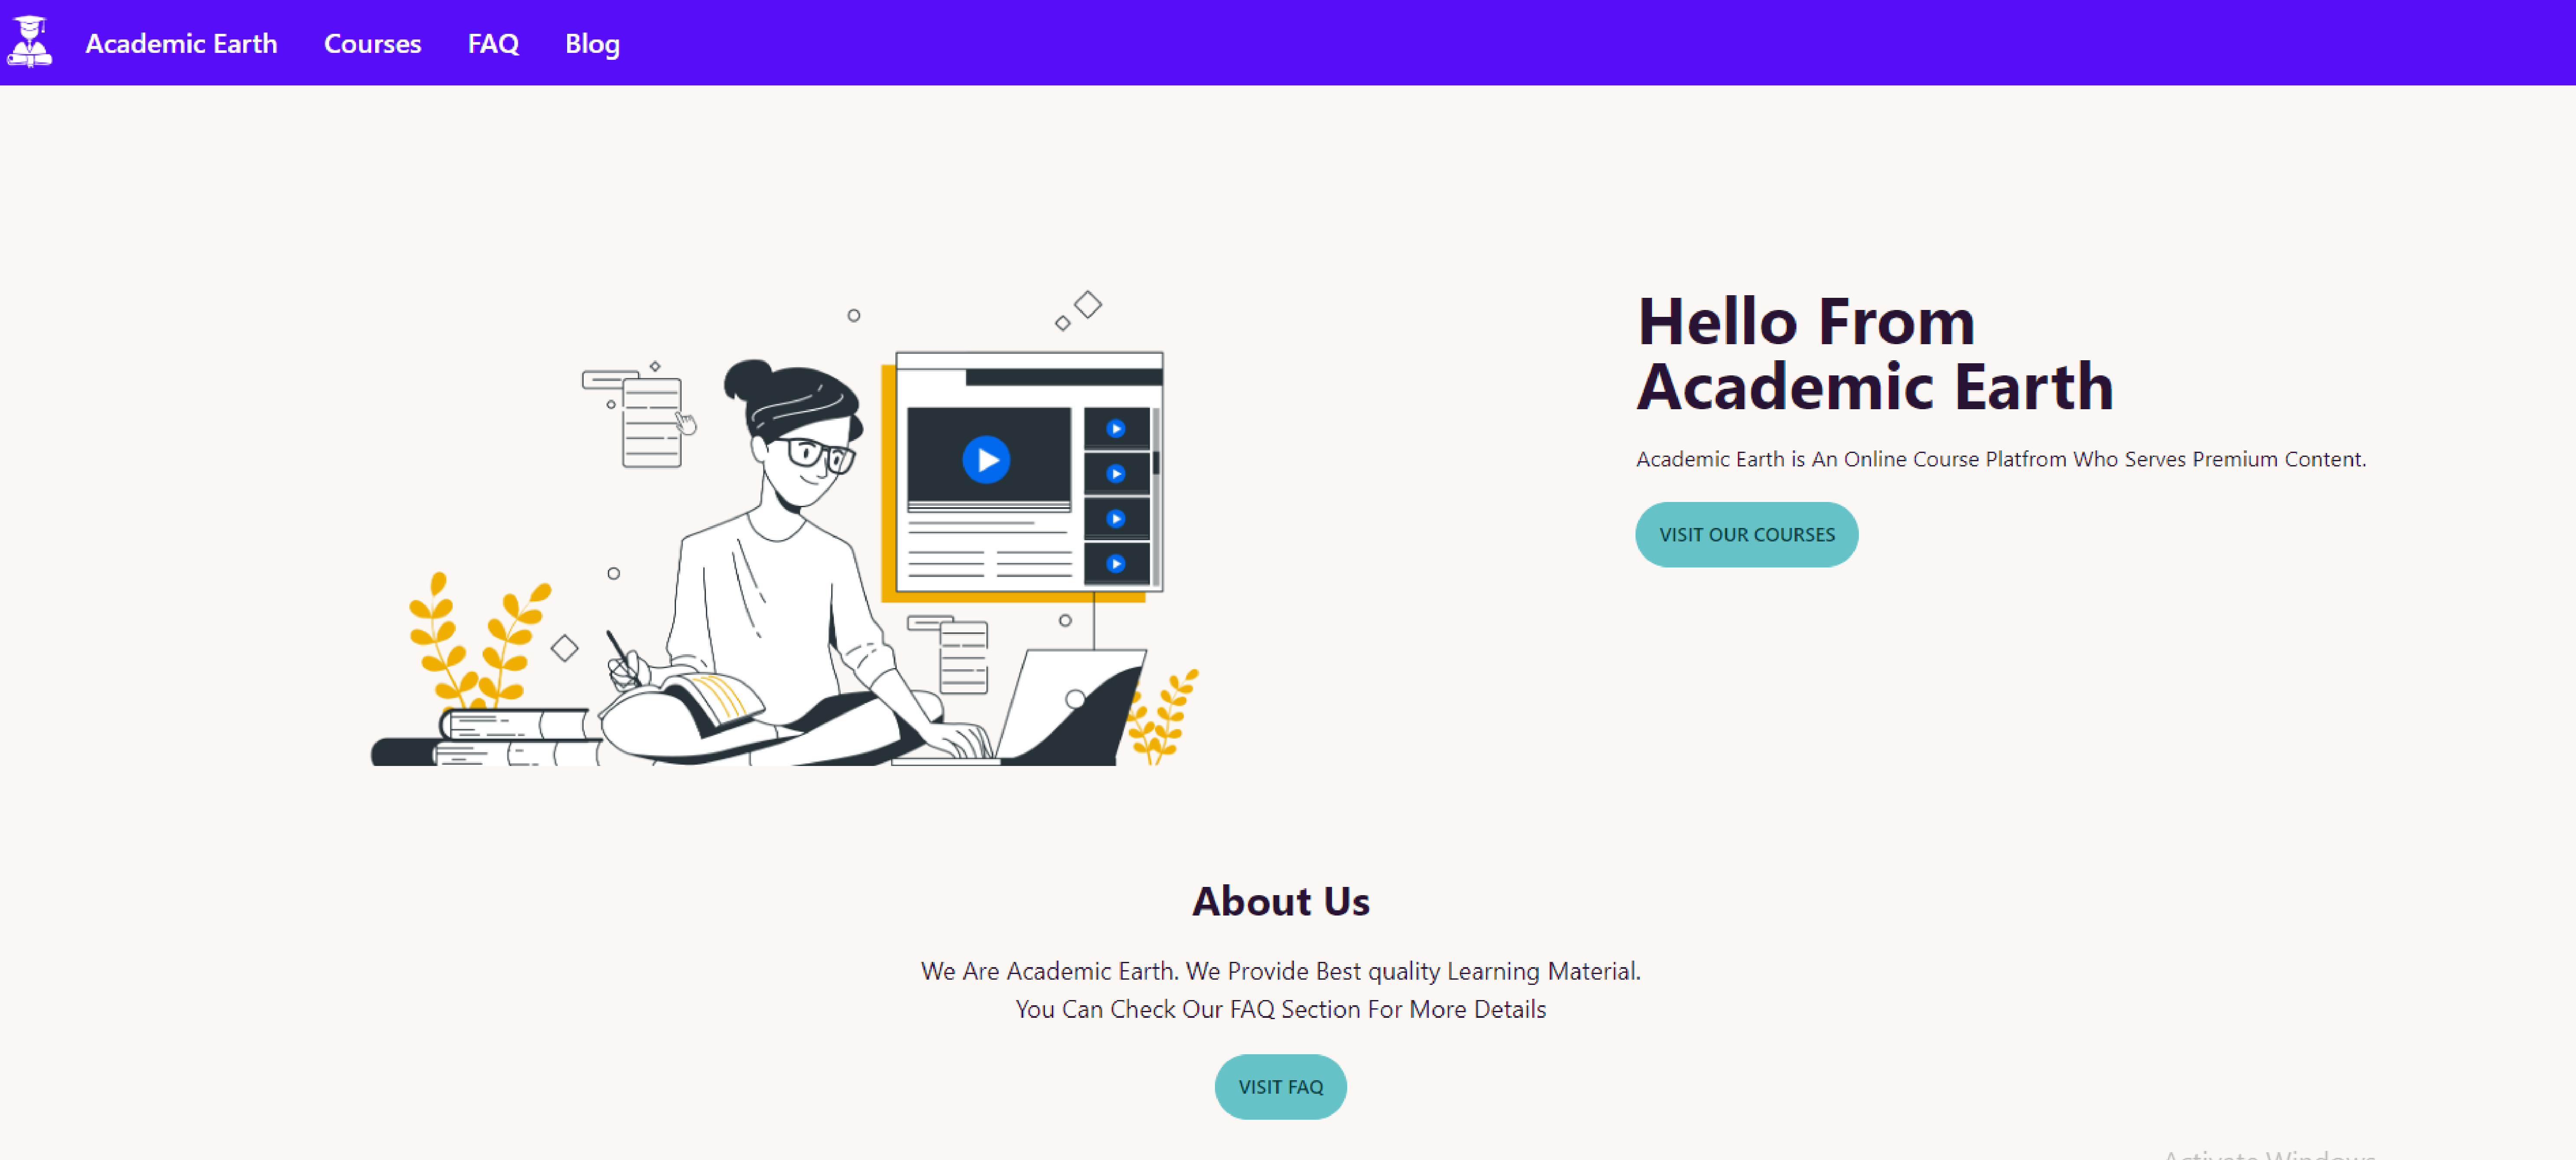 Academic Earth Courses FAQ Blog
Hello From
Academic Earth
Academic Earth is An Online Course Platfrom Who Serves Premium Content.
VISIT OUR COURSES
About Us
We Are Academic Earth. We Provide Best quality Learning Material.
You Can Check Our FAQ Section For More Details
VISIT FAQ
Activate Windows